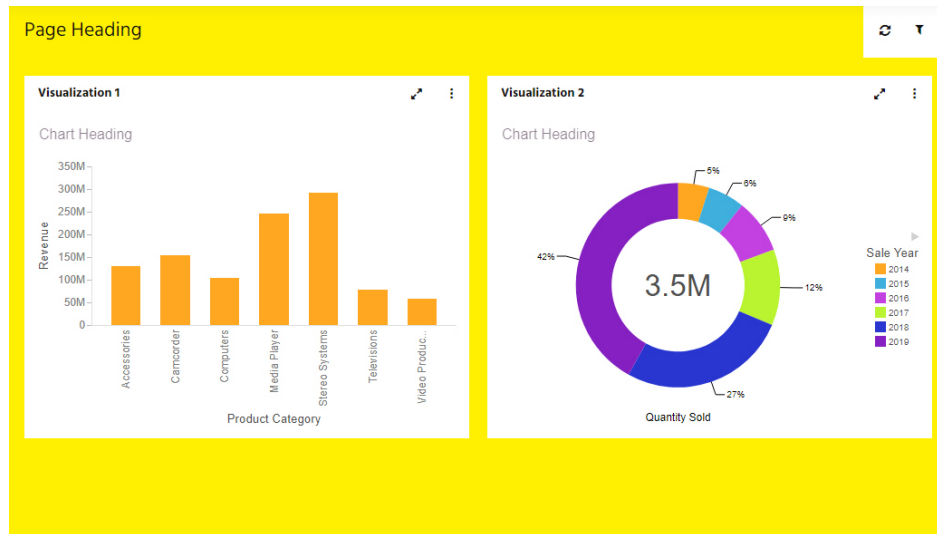 Page Heading
Visualization 1
Chart Heading
350M
300M
250M
200M
150M
100M
50M
0
Revenue
Accessories
Camcorder
Computers
Media Player
Stereo Systems
Televisions
Video Produc...
Product Category
Visualization 2
Chart Heading
5%
6%
9%
42%
3.5M
12%
27%
Quantity Sold
Sale Year
2014
2015
2016
2017
2018
2019